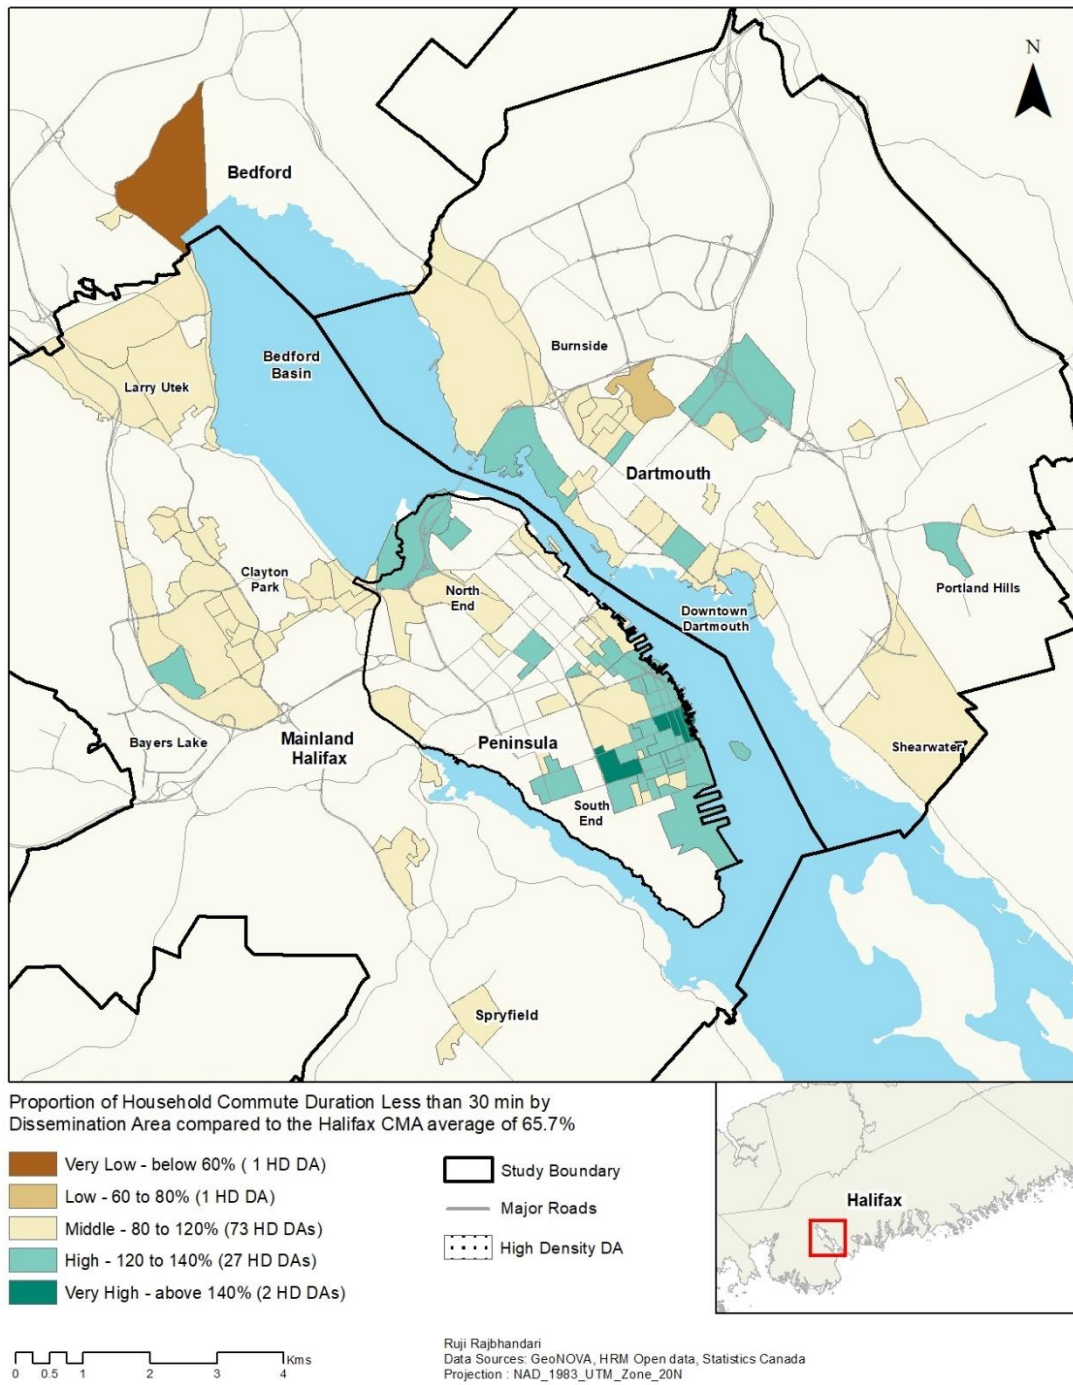 N
Bedford
Burnside
Bedford
Basin
Larry Utek
Dartmouth
Clayton
Park
North
End
Portland Hills
Downtown
Dartmouth
Bayers Lake
Mainland
Halifax
Peninsula
Shearwater
South
End
Spryfield
Proportion of Household Commute Duration Less than 30 min by
Dissemination Area compared to the Halifax CMA average of 65.7%
Very Low - below 60% ( 1 HD DA)
Low - 60 to 80% (1 HD DA)
Middle - 80 to 120% (73 HD DAs)
High - 120 to 140% (27 HD DAs)
Very High - above 140% (2 HD DAs)
Study Boundary
Major Roads
High Density DA
Halifax
0 0.5 1 2 3 4 Kms
Ruji Rajbhandari
Data Sources: GeoNOVA, HRM Open data, Statistics Canada
Projection : NAD_1983_UTM_Zone_20N